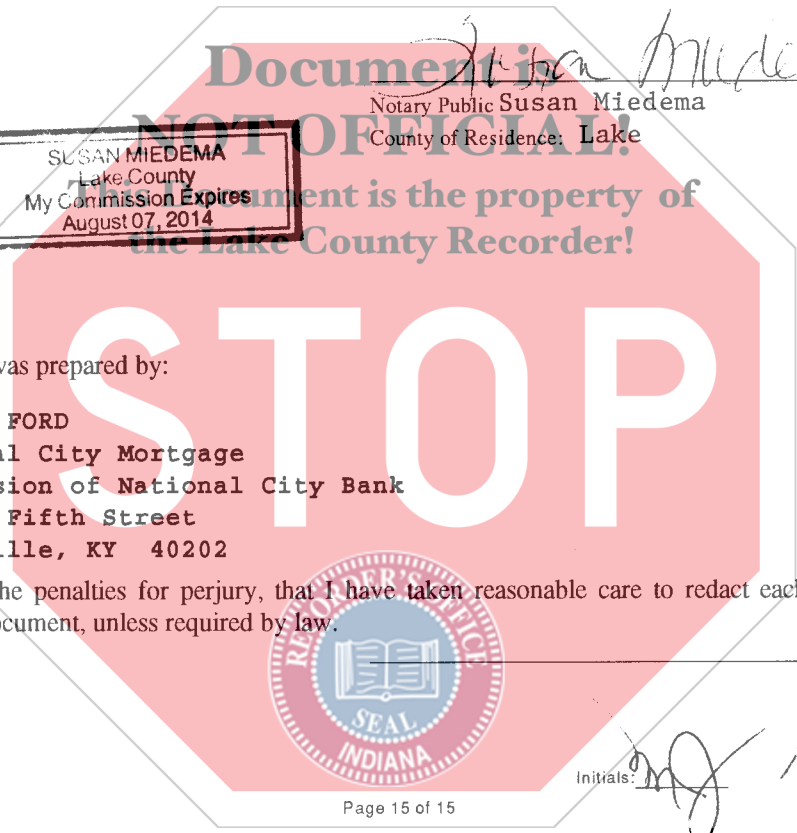 Document is
NOT OFFICIAL!
This Document is the property of
the Lake County Recorder!
Notary Public Susan Miedema
County of Residence: Lake
SUSAN MIEDEMA
Lake County
My Commission Expires
August 07, 2014
STOP
was prepared by:
FORD
al City Mortgage
sion of National City Bank
Fifth Street
lle, KY 40202
he penalties for perjury, that I have taken reasonable care to redact each
ocument, unless required by law.
RECORDER'S OFFICE
SEAL
INDIANA
Initials:
Page 15 of 15